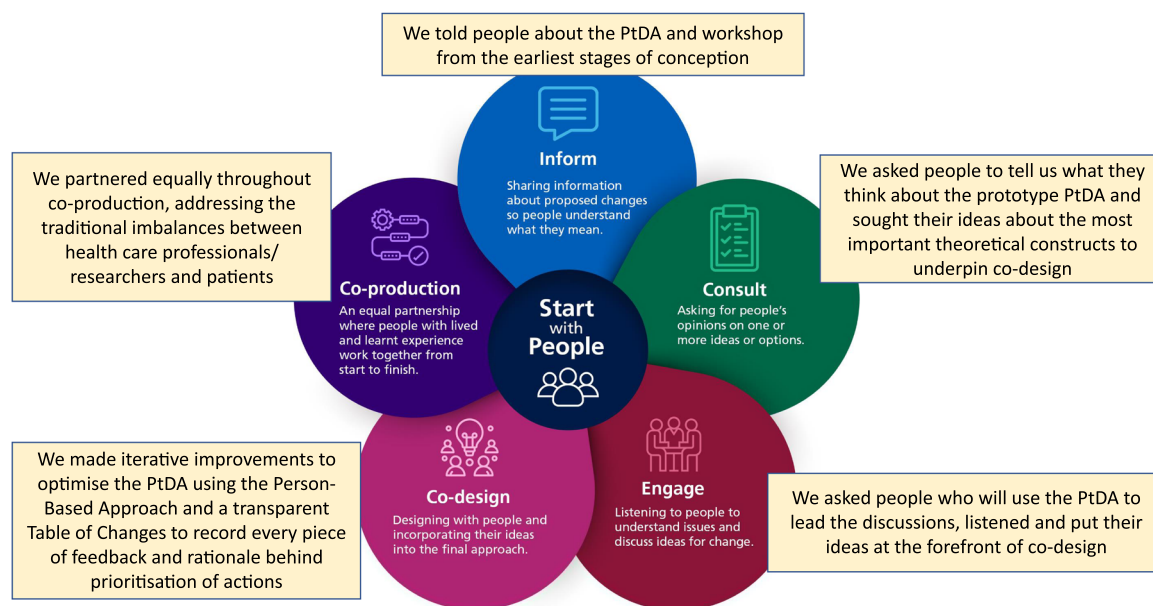 We told people about the PtDA and workshop
from the earliest stages of conception
Inform
Sharing information
about proposed changes
so people understand
what they mean.
We asked people to tell us what they
think about the prototype PtDA and
sought their ideas about the most
important theoretical constructs to
underpin co-design
Consult
Asking for people's
opinions on one or
more ideas or options.
We partnered equally throughout
co-production, addressing the
traditional imbalances between
health care professionals/
researchers and patients
Co-production
An equal partnership
where people with lived
and learnt experience
work together from
start to finish.
Start
with
People
Engage
Listening to people to
understand issues and
discuss ideas for change.
We asked people who will use the PtDA to
lead the discussions, listened and put their
ideas at the forefront of co-design
Co-design
Designing with people and
incorporating their ideas
into the final approach.
We made iterative improvements to
optimise the PtDA using the Person-
Based Approach and a transparent
Table of Changes to record every piece
of feedback and rationale behind
prioritisation of actions